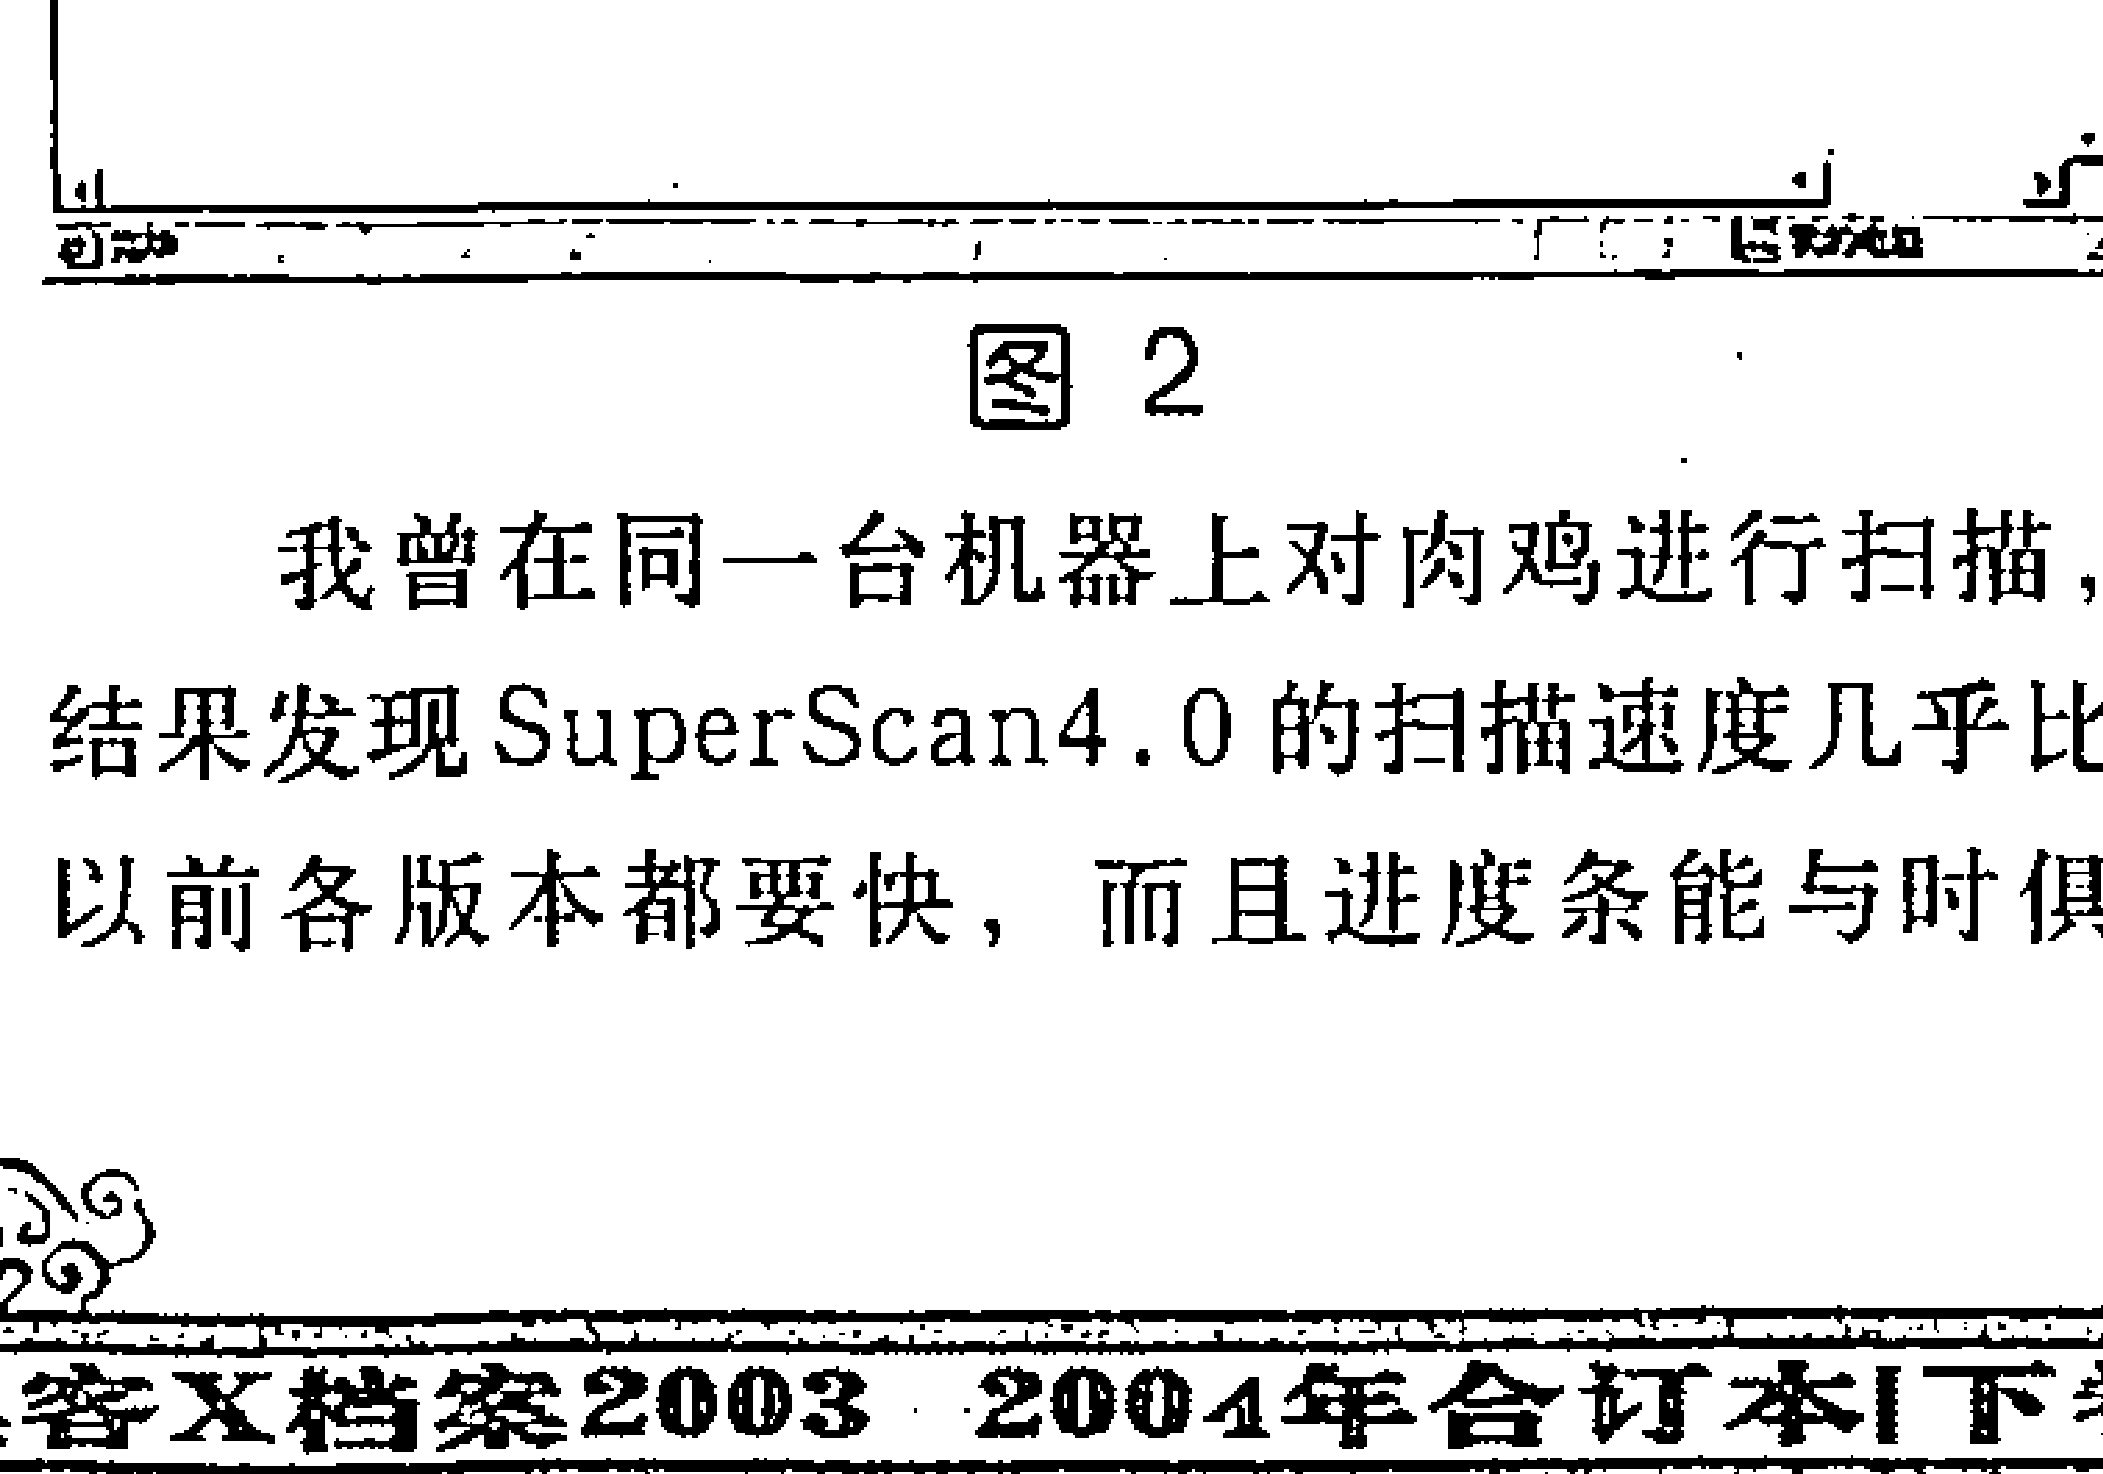 图 2
我曾在同一台机器上对肉鸡进行扫描，
结果发现SuperScan4.0的扫描速度几乎比
以前各版本都要快，而且进度条能与时俱
客X档案2003 2004年合订本 下